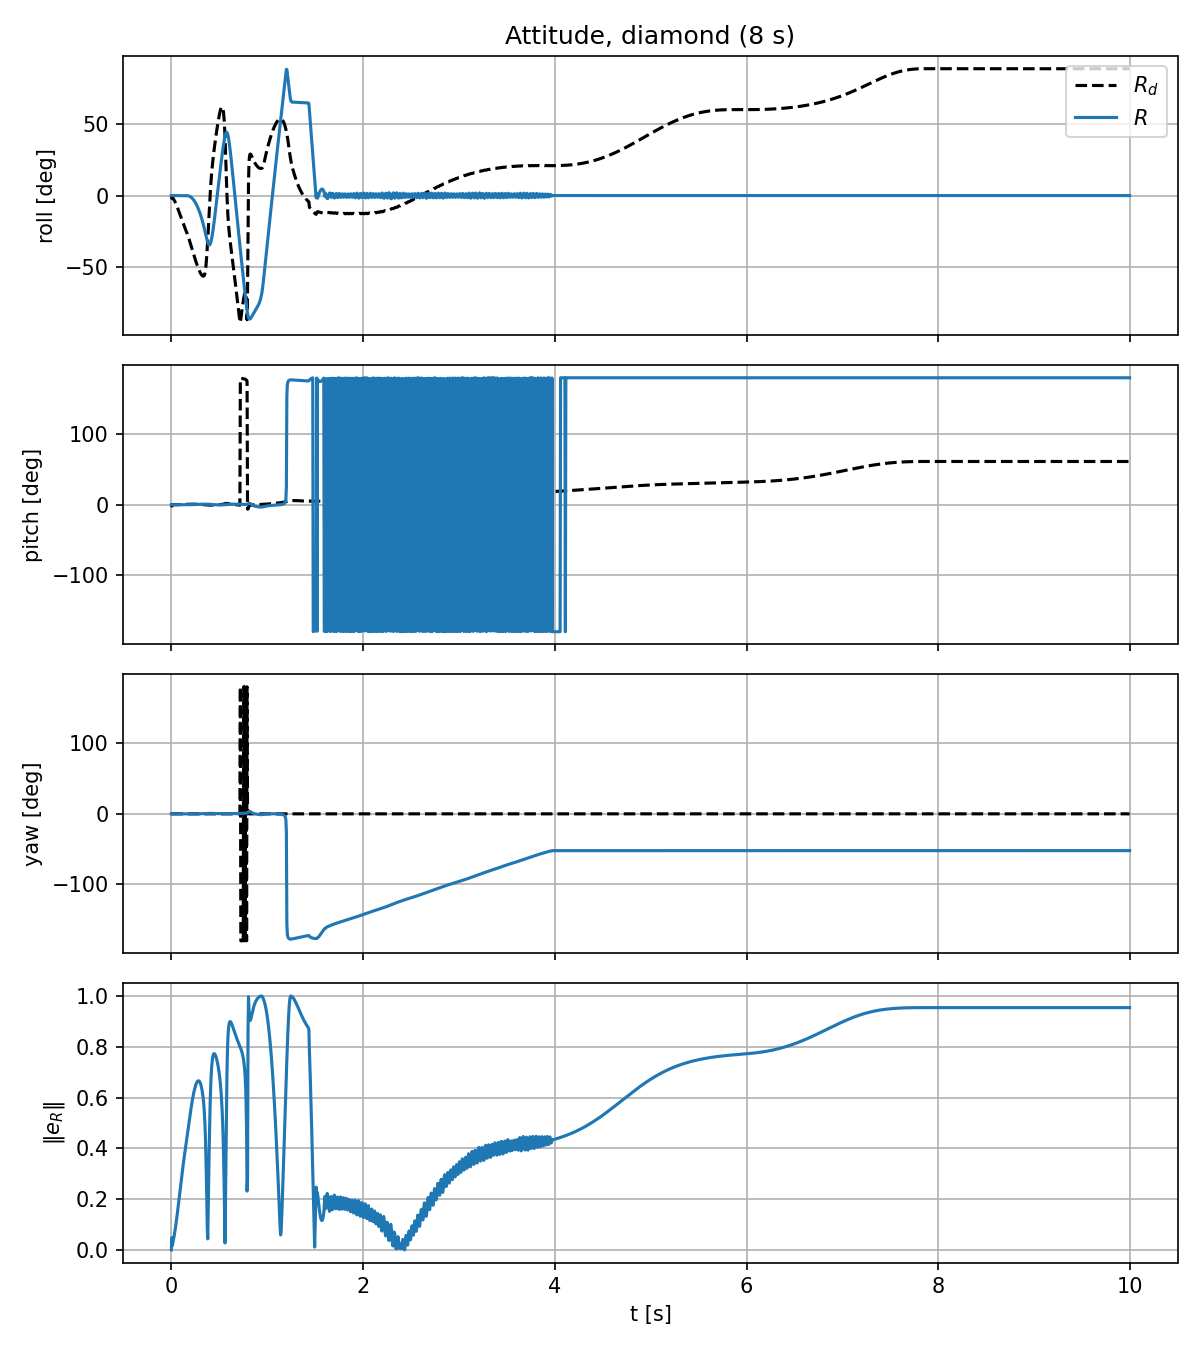 Attitude, diamond (8 s)
R_d
R
50
0
−50
roll [deg]
100
0
−100
pitch [deg]
100
0
−100
yaw [deg]
1.0
0.8
0.6
0.4
0.2
0.0
‖e_R‖
0 2 4 6 8 10
t [s]